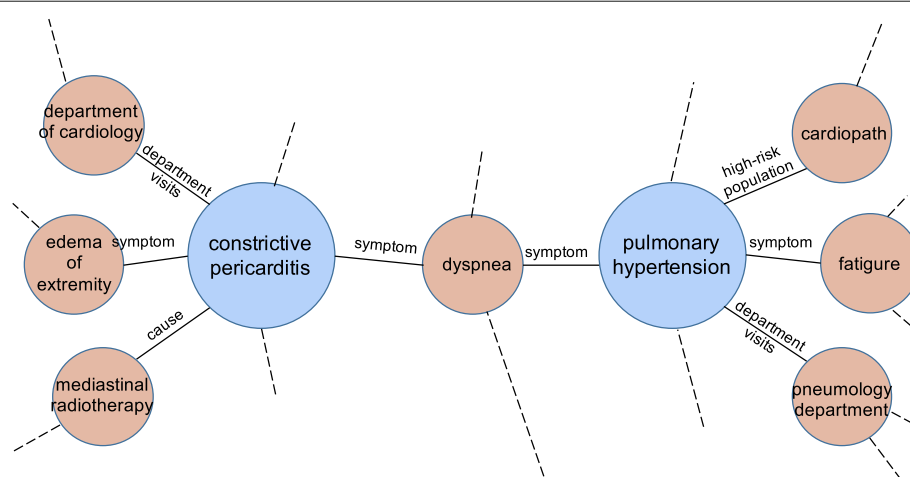 department
of cardiology
department
visits
edema
of
extremity
symptom
constrictive
pericarditis
cause
mediastinal
radiotherapy
symptom
dyspnea
symptom
pulmonary
hypertension
high-risk
population
cardiopath
symptom
fatigure
department
visits
pneumology
department